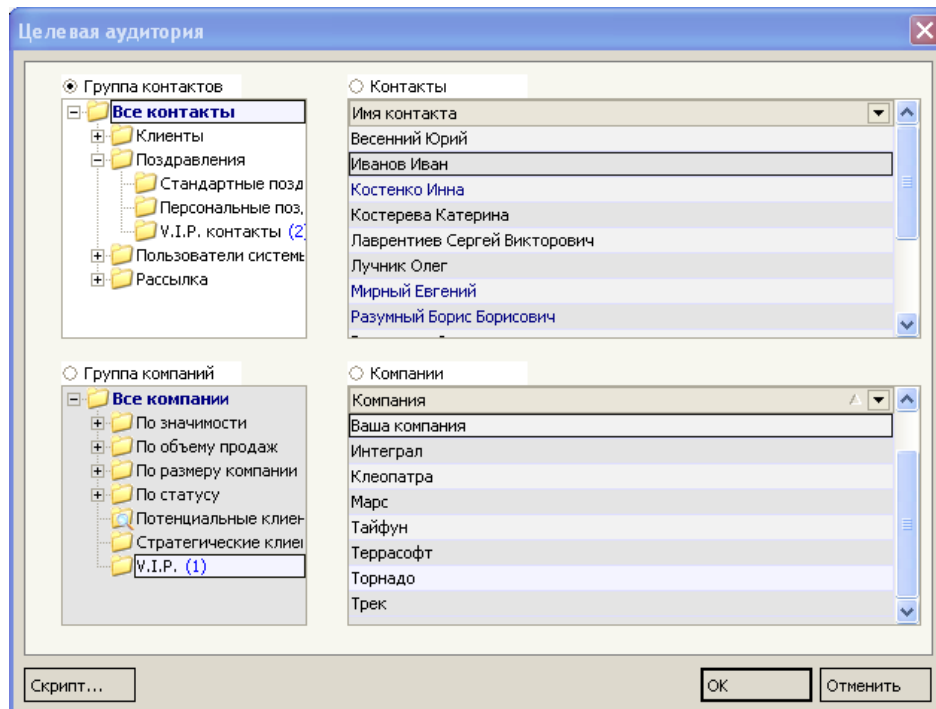 Целевая аудитория
Группа контактов
Все контакты
Клиенты
Поздравления
Стандартные позд
Персональные поз.
V.I.P. контакты (2)
Пользователи системь
Рассылка
Контакты
Имя контакта
Весенний Юрий
Иванов Иван
Костенко Инна
Костерева Катерина
Лаврентиев Сергей Викторович
Лучник Олег
Мирный Евгений
Разумный Борис Борисович
Группа компаний
Все компании
По значимости
По объему продаж
По размеру компании
По статусу
Потенциальные клиен
Стратегические клиен
V.I.P. (1)
Компании
Компания
Ваша компания
Интеграл
Клеопатра
Марс
Тайфун
Террасофт
Торнадо
Трек
Скрипт...
OK
Отменить